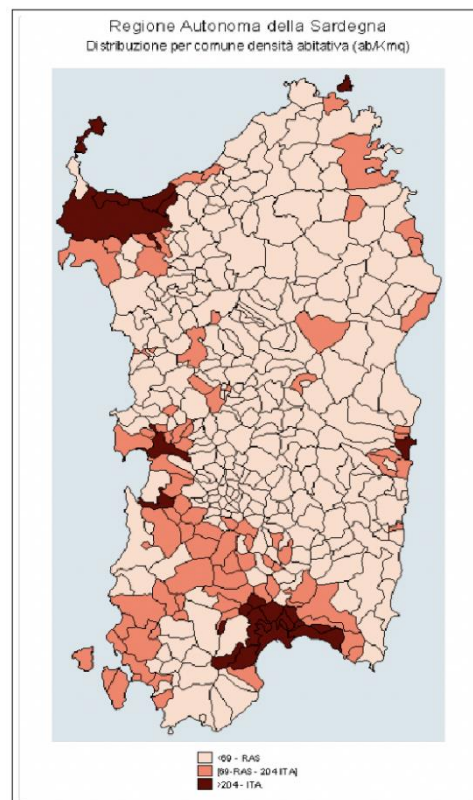 Regione Autonoma della Sardegna
Distribuzione per comune densità abitativa (ab/Kmq)
<69 - RAS
[69-RAS - 204 ITA]
>204 - ITA